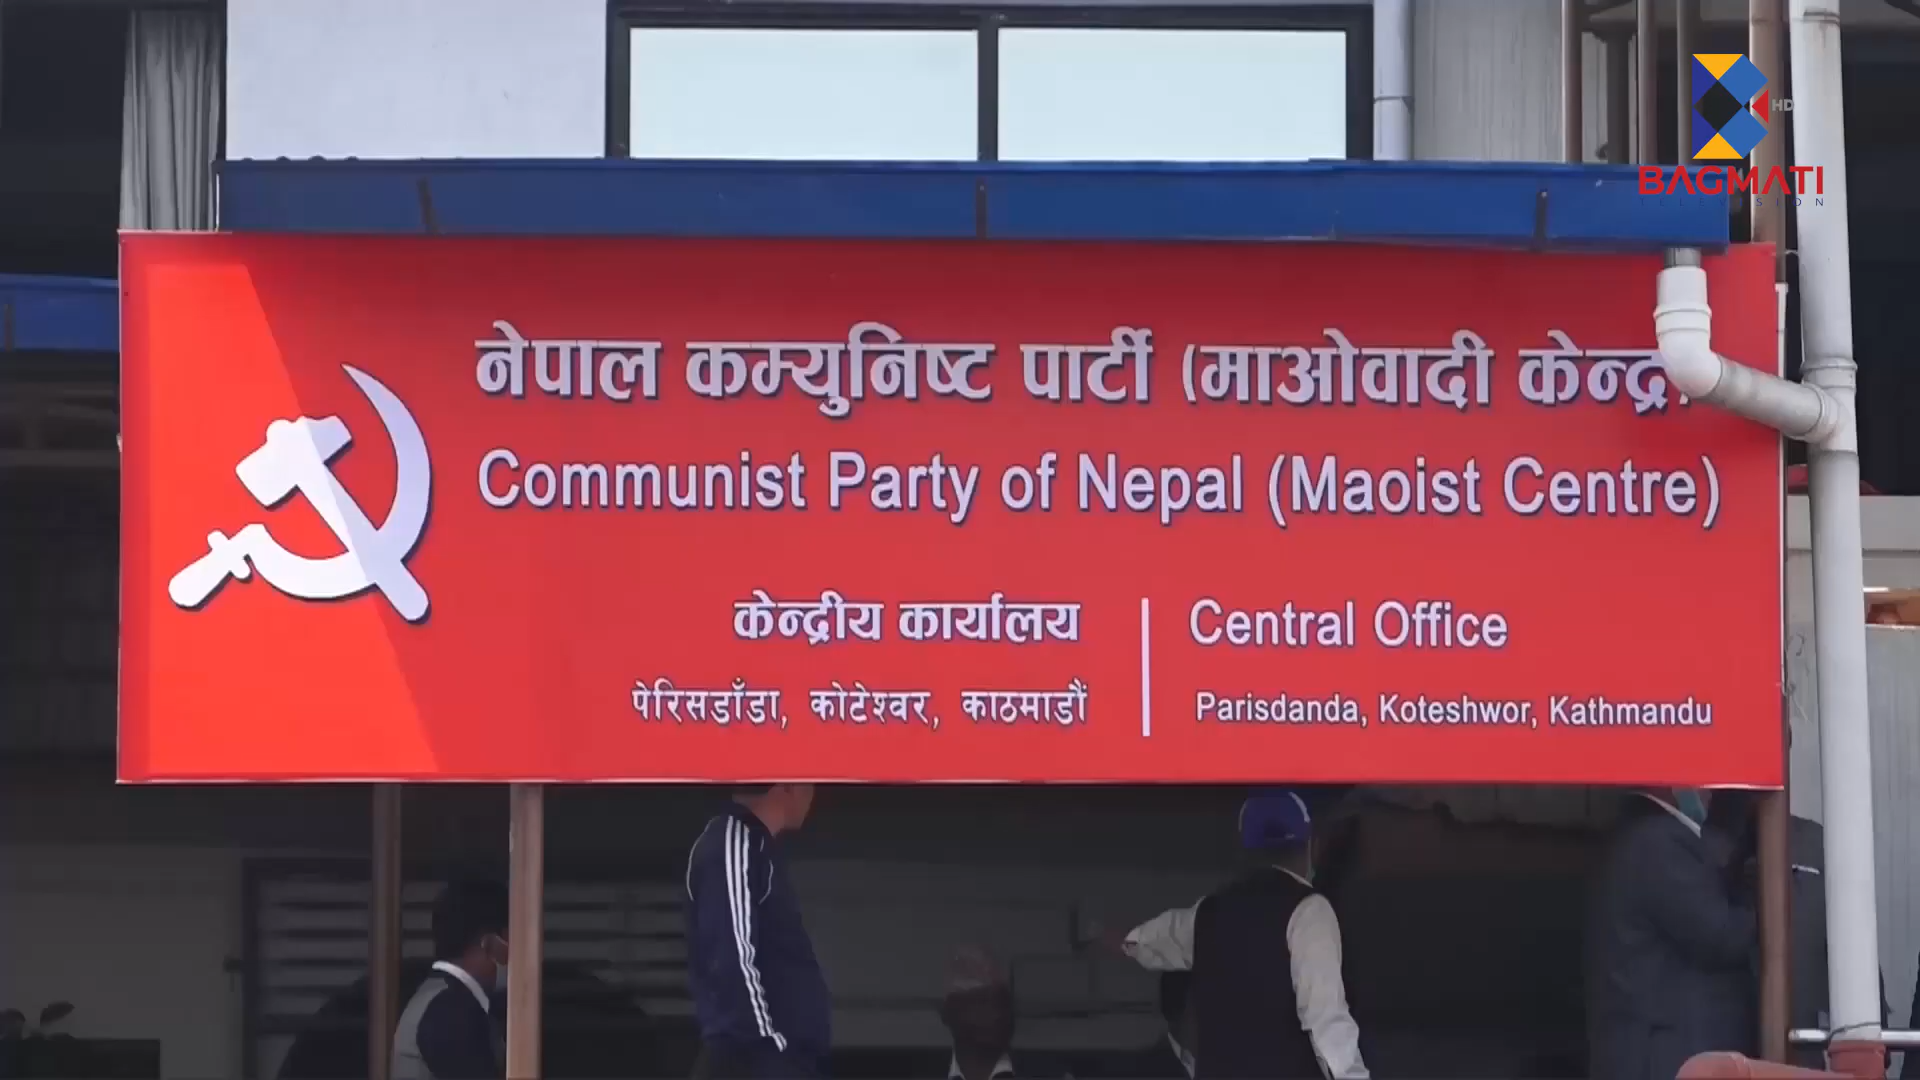 HD
BAGMATI
TELEVISION
नेपाल कम्युनिष्ट पार्टी (माओवादी केन्द्र)
Communist Party of Nepal (Maoist Centre)
केन्द्रीय कार्यालय
पेरिसडाँडा, कोटेश्वर, काठमाडौं
Central Office
Parisdanda, Koteshwor, Kathmandu